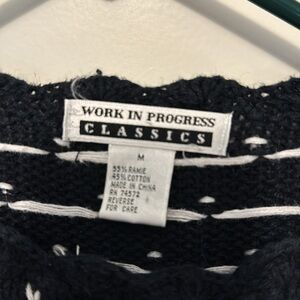 WORK IN PROGRESS
CLASSICS
M
55% RAMIE
45% COTTON
MADE IN CHINA
RN 74572
REVERSE
FOR CARE